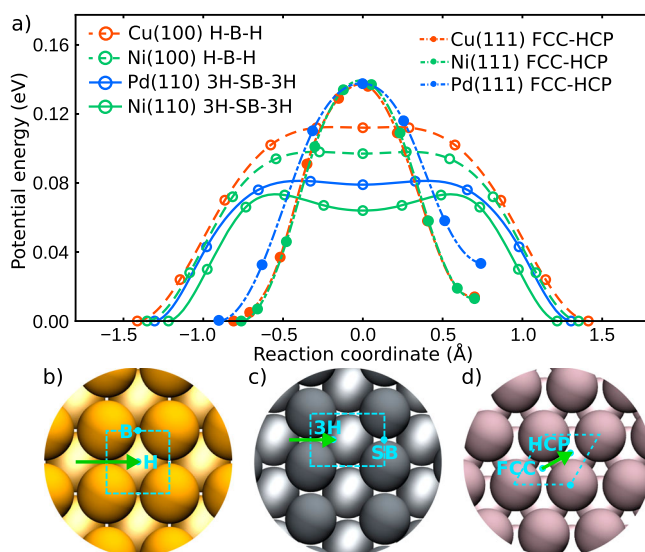 a)
Cu(100) H-B-H
Ni(100) H-B-H
Pd(110) 3H-SB-3H
Ni(110) 3H-SB-3H
Cu(111) FCC-HCP
Ni(111) FCC-HCP
Pd(111) FCC-HCP
Potential energy (eV)
0.16
0.12
0.08
0.04
0.00
−1.5 −1.0 −0.5 0.0 0.5 1.0 1.5
Reaction coordinate (Å)
b)
B
H
c)
3H
SB
d)
HCP
FCC